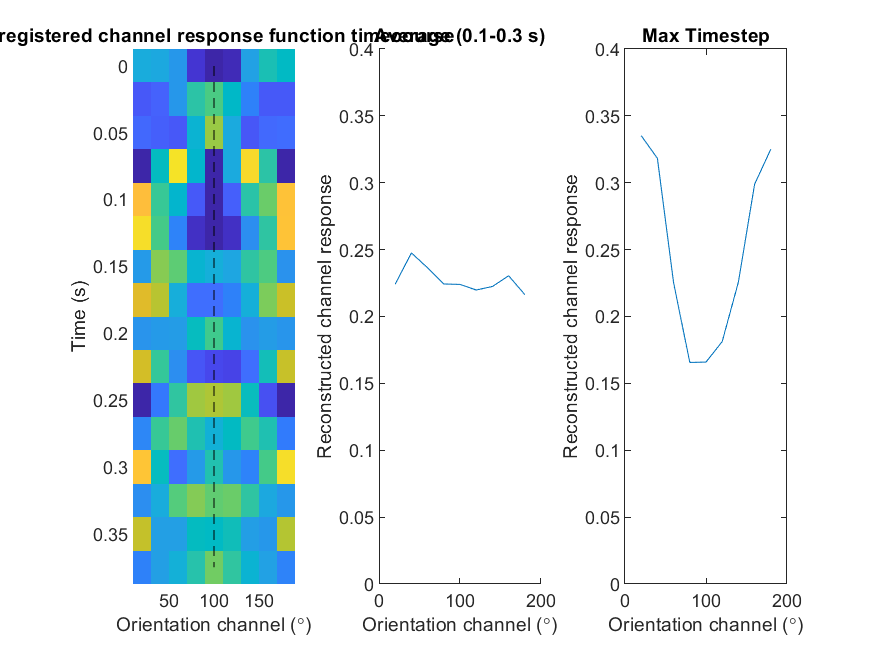 registered channel response function timecourse
Average (0.1-0.3 s)
Max Timestep
0
0.05
0.1
0.15
0.2
0.25
0.3
0.35
Time (s)
50 100 150
Orientation channel (°)
0.4
0.35
0.3
0.25
0.2
0.15
0.1
0.05
0
Reconstructed channel response
0 100 200
Orientation channel (°)
0.4
0.35
0.3
0.25
0.2
0.15
0.1
0.05
0
Reconstructed channel response
0 100 200
Orientation channel (°)